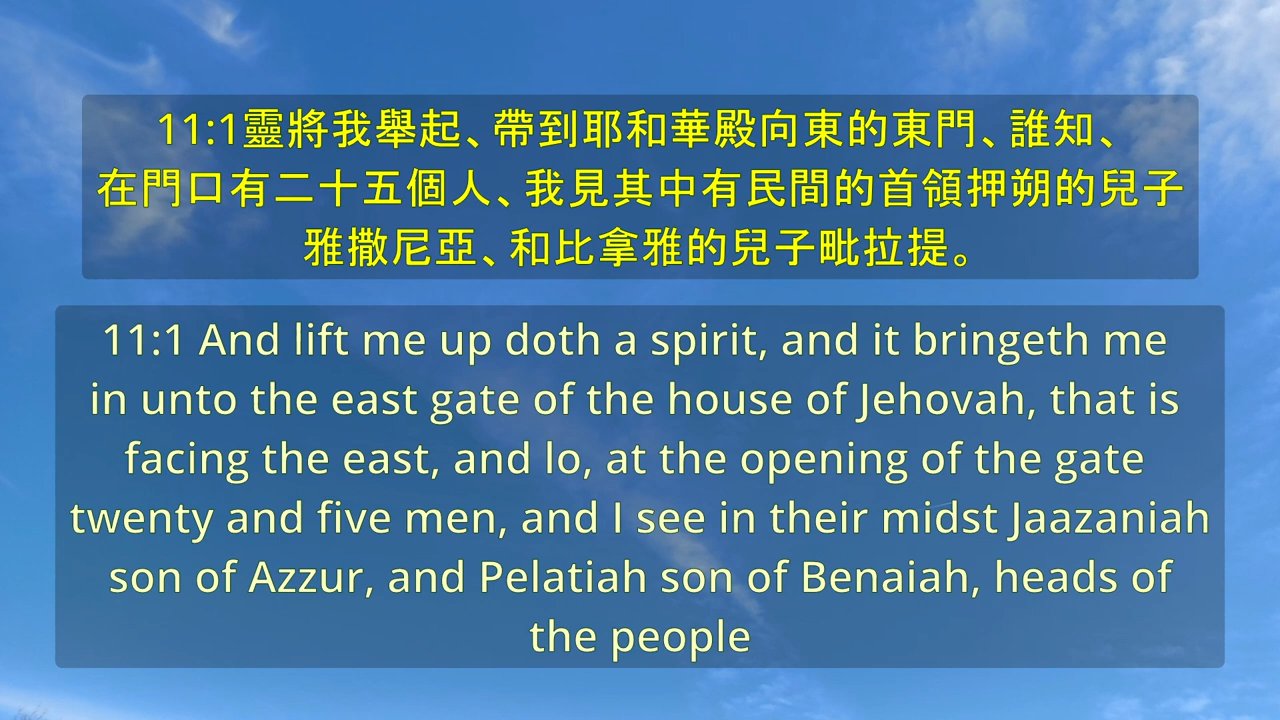 11:1靈將我舉起、帶到耶和華殿向東的東門、誰知、
在門口有二十五個人、我見其中有民間的首領押朔的兒子
雅撒尼亞、和比拿雅的兒子毗拉提。
11:1 And lift me up doth a spirit, and it bringeth me
in unto the east gate of the house of Jehovah, that is
facing the east, and lo, at the opening of the gate
twenty and five men, and I see in their midst Jaazaniah
son of Azzur, and Pelatiah son of Benaiah, heads of
the people